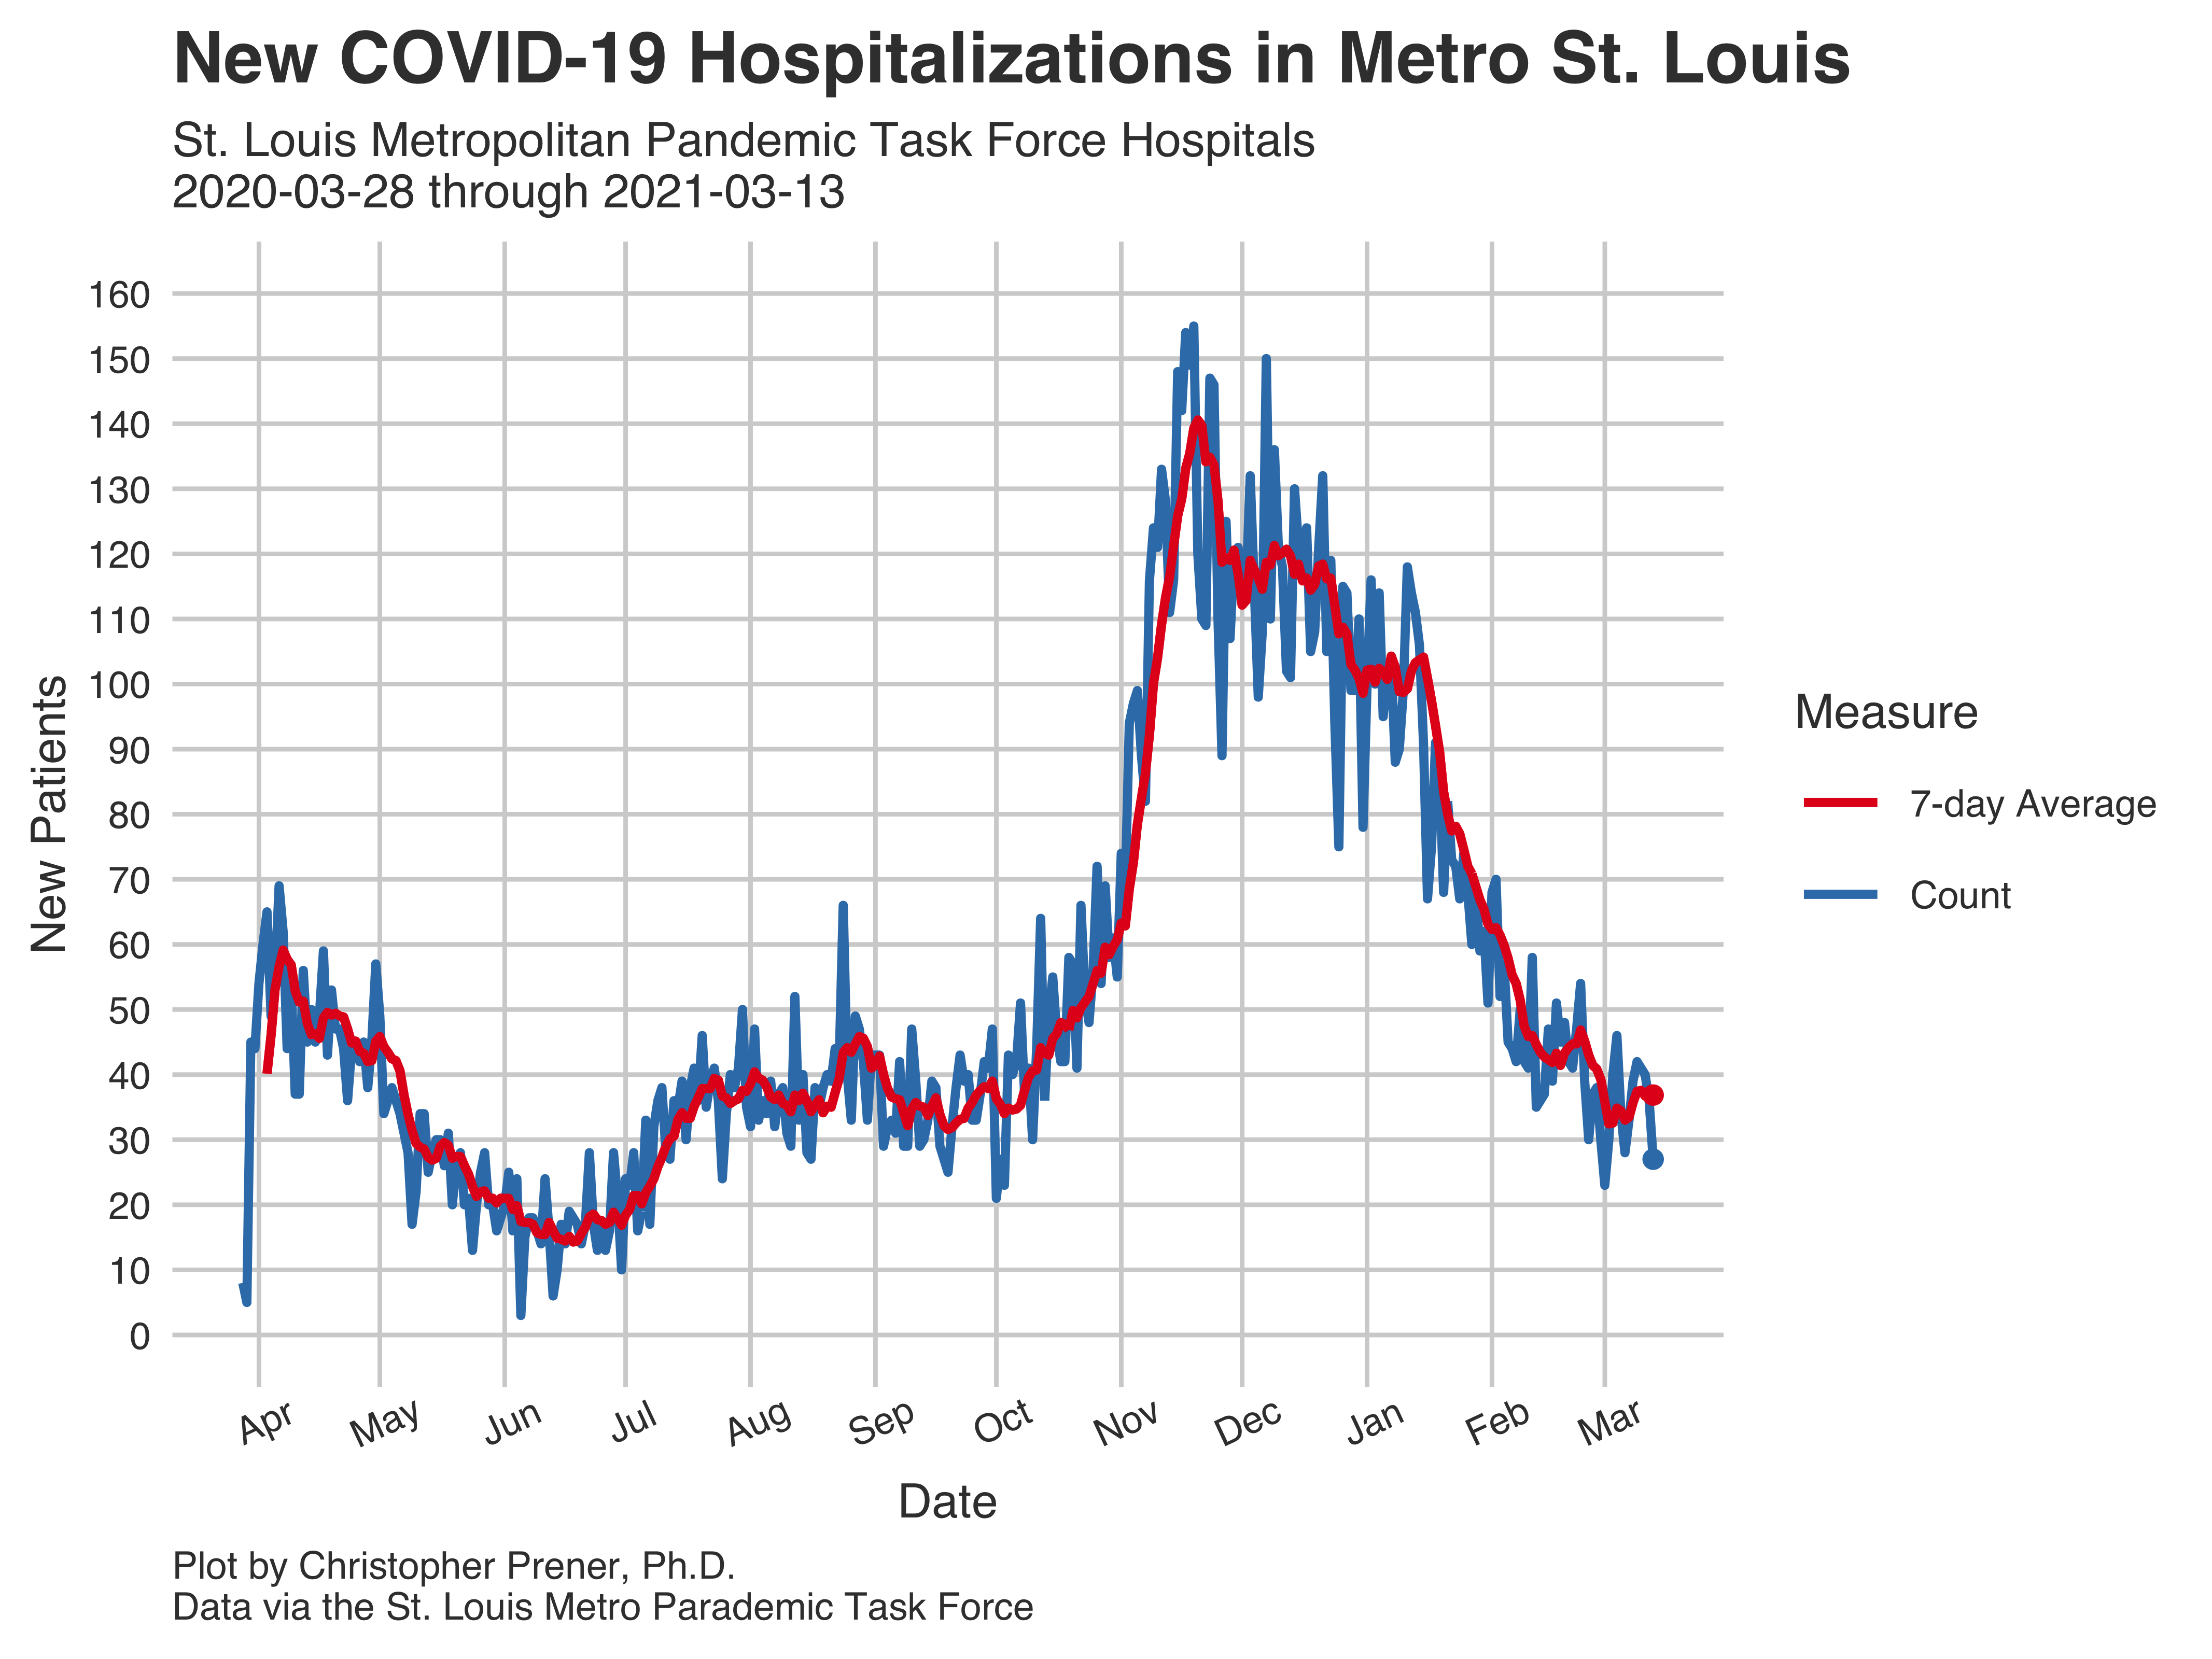 New COVID-19 Hospitalizations in Metro St. Louis
St. Louis Metropolitan Pandemic Task Force Hospitals
2020-03-28 through 2021-03-13
160
150
140
130
120
110
100
90
80
70
60
50
40
30
20
10
0
New Patients
Apr
May
Jun
Jul
Aug
Sep
Oct
Nov
Dec
Jan
Feb
Mar
Date
Measure
7-day Average
Count
Plot by Christopher Prener, Ph.D.
Data via the St. Louis Metro Parademic Task Force